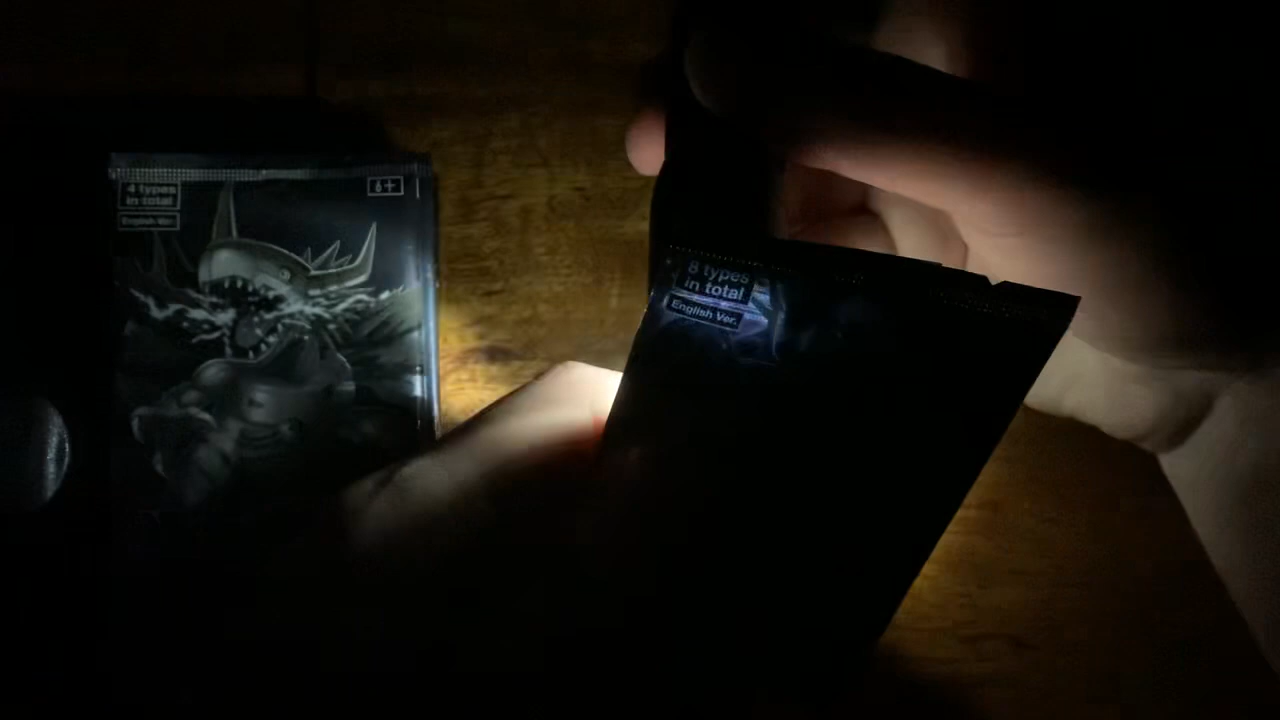 4 types
in total
English Ver.
6+
8 types
in total
English Ver.